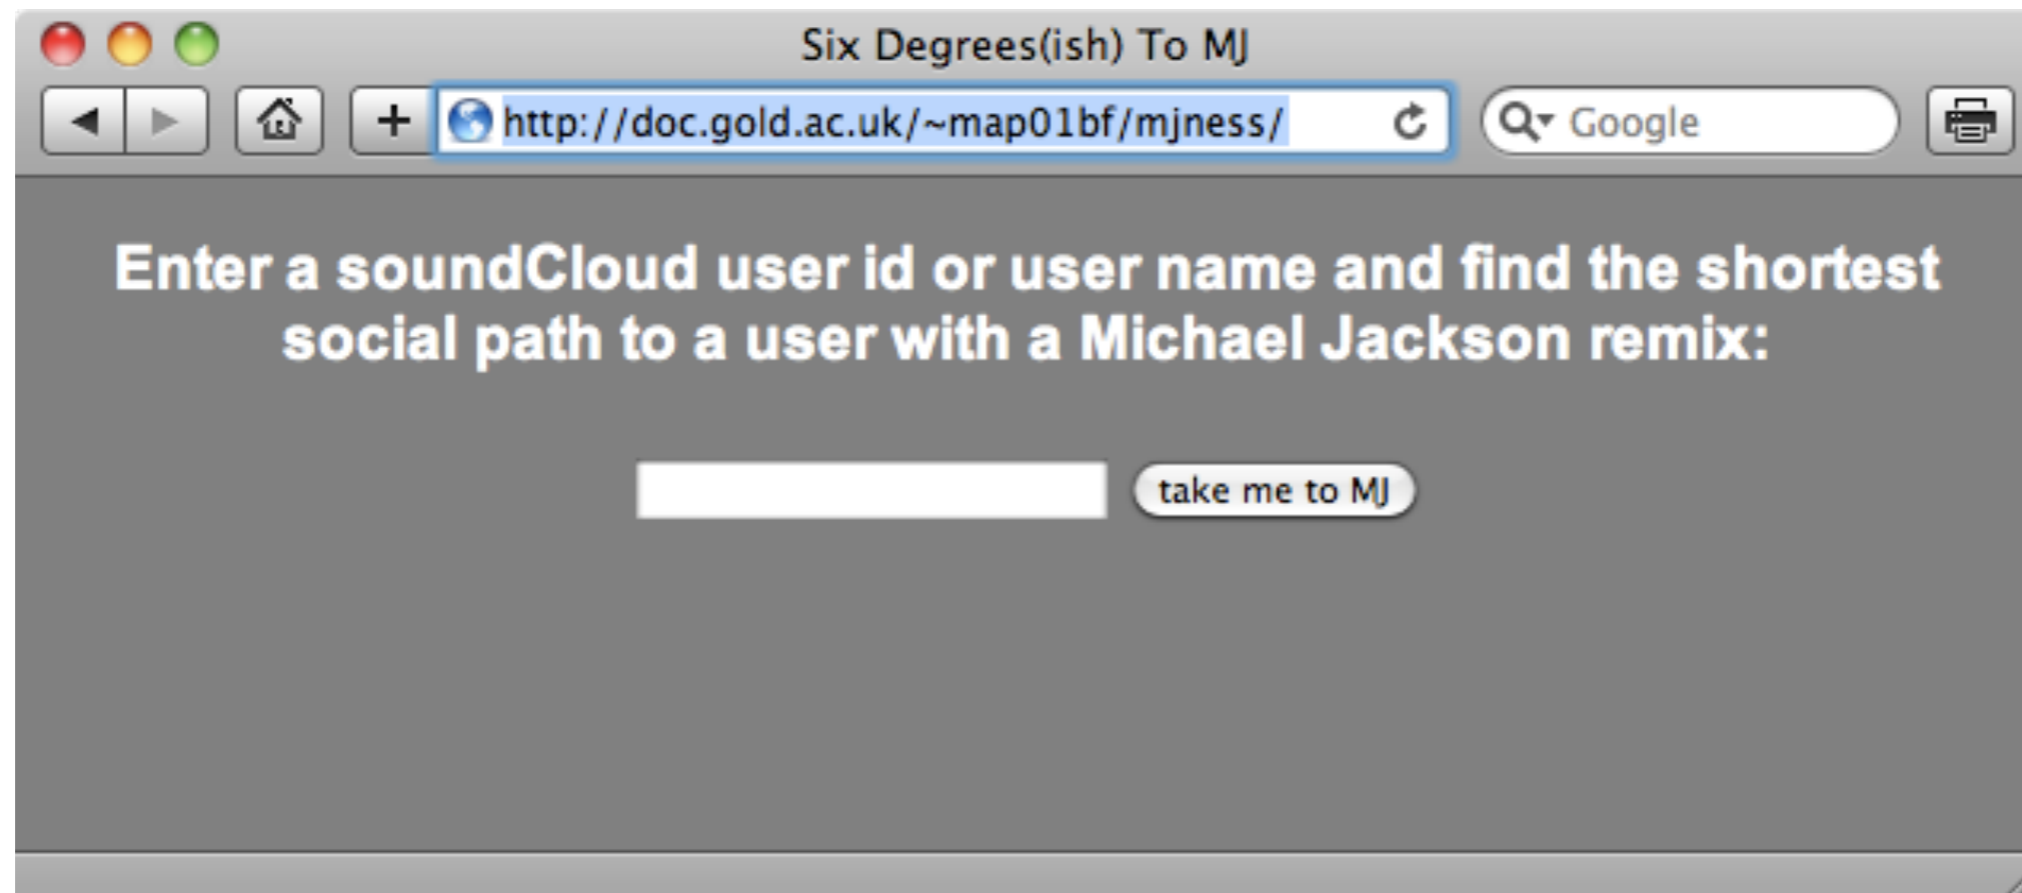 Six Degrees(ish) To MJ
http://doc.gold.ac.uk/~map01bf/mjness/
Google
Enter a soundCloud user id or user name and find the shortest
social path to a user with a Michael Jackson remix:
take me to MJ